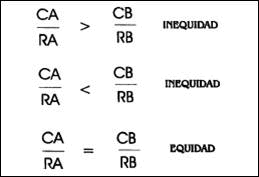 CA/RA > CB/RB INEQUIDAD
CA/RA < CB/RB INEQUIDAD
CA/RA = CB/RB EQUIDAD